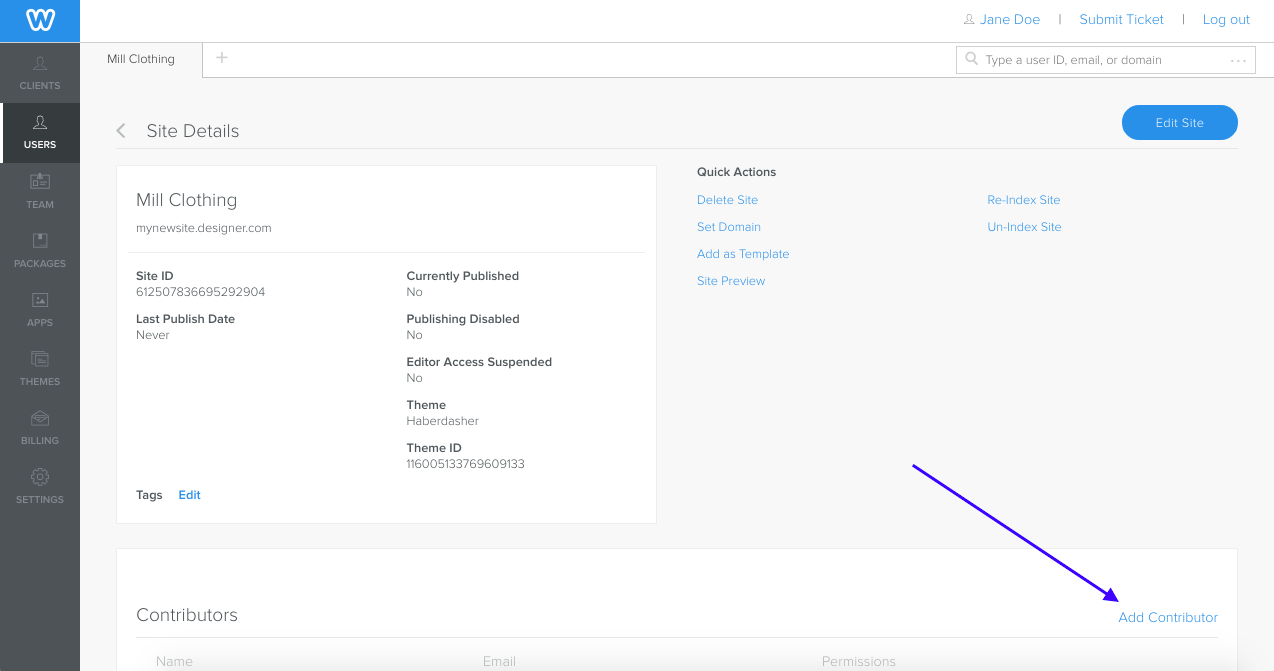 Jane Doe | Submit Ticket | Log out
Mill Clothing +
Type a user ID, email, or domain ...
CLIENTS
USERS
TEAM
PACKAGES
APPS
THEMES
BILLING
SETTINGS
Site Details
Edit Site
Mill Clothing
mynewsite.designer.com
Site ID
612507836695292904
Last Publish Date
Never
Currently Published
No
Publishing Disabled
No
Editor Access Suspended
No
Theme
Haberdasher
Theme ID
116005133769609133
Tags Edit
Quick Actions
Delete Site
Set Domain
Add as Template
Site Preview
Re-Index Site
Un-Index Site
Contributors
Add Contributor
Name Email Permissions